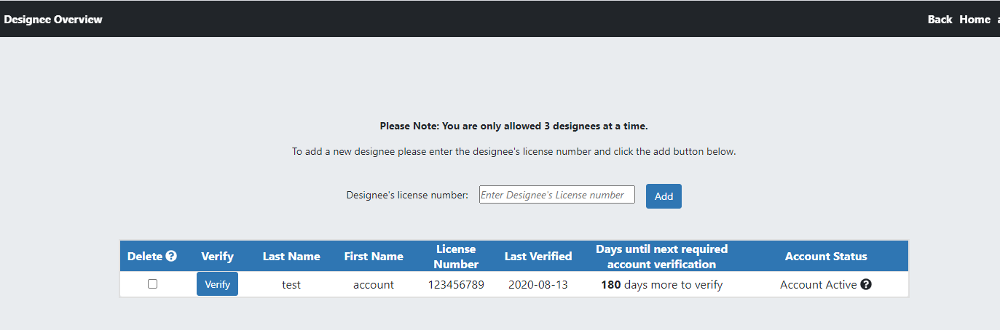 Designee Overview Back Home
Please Note: You are only allowed 3 designees at a time.
To add a new designee please enter the designee's license number and click the add button below.
Designee's license number: Enter Designee's License number Add
Delete ? Verify Last Name First Name License Number Last Verified Days until next required account verification Account Status
Verify test account 123456789 2020-08-13 180 days more to verify Account Active ?